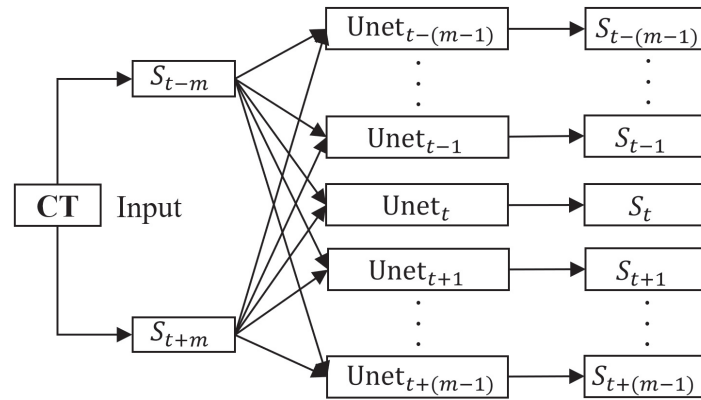 Unet_{t-(m-1)} S_{t-(m-1)}
S_{t-m}
Unet_{t-1} S_{t-1}
CT Input Unet_t S_t
Unet_{t+1} S_{t+1}
S_{t+m}
Unet_{t+(m-1)} S_{t+(m-1)}